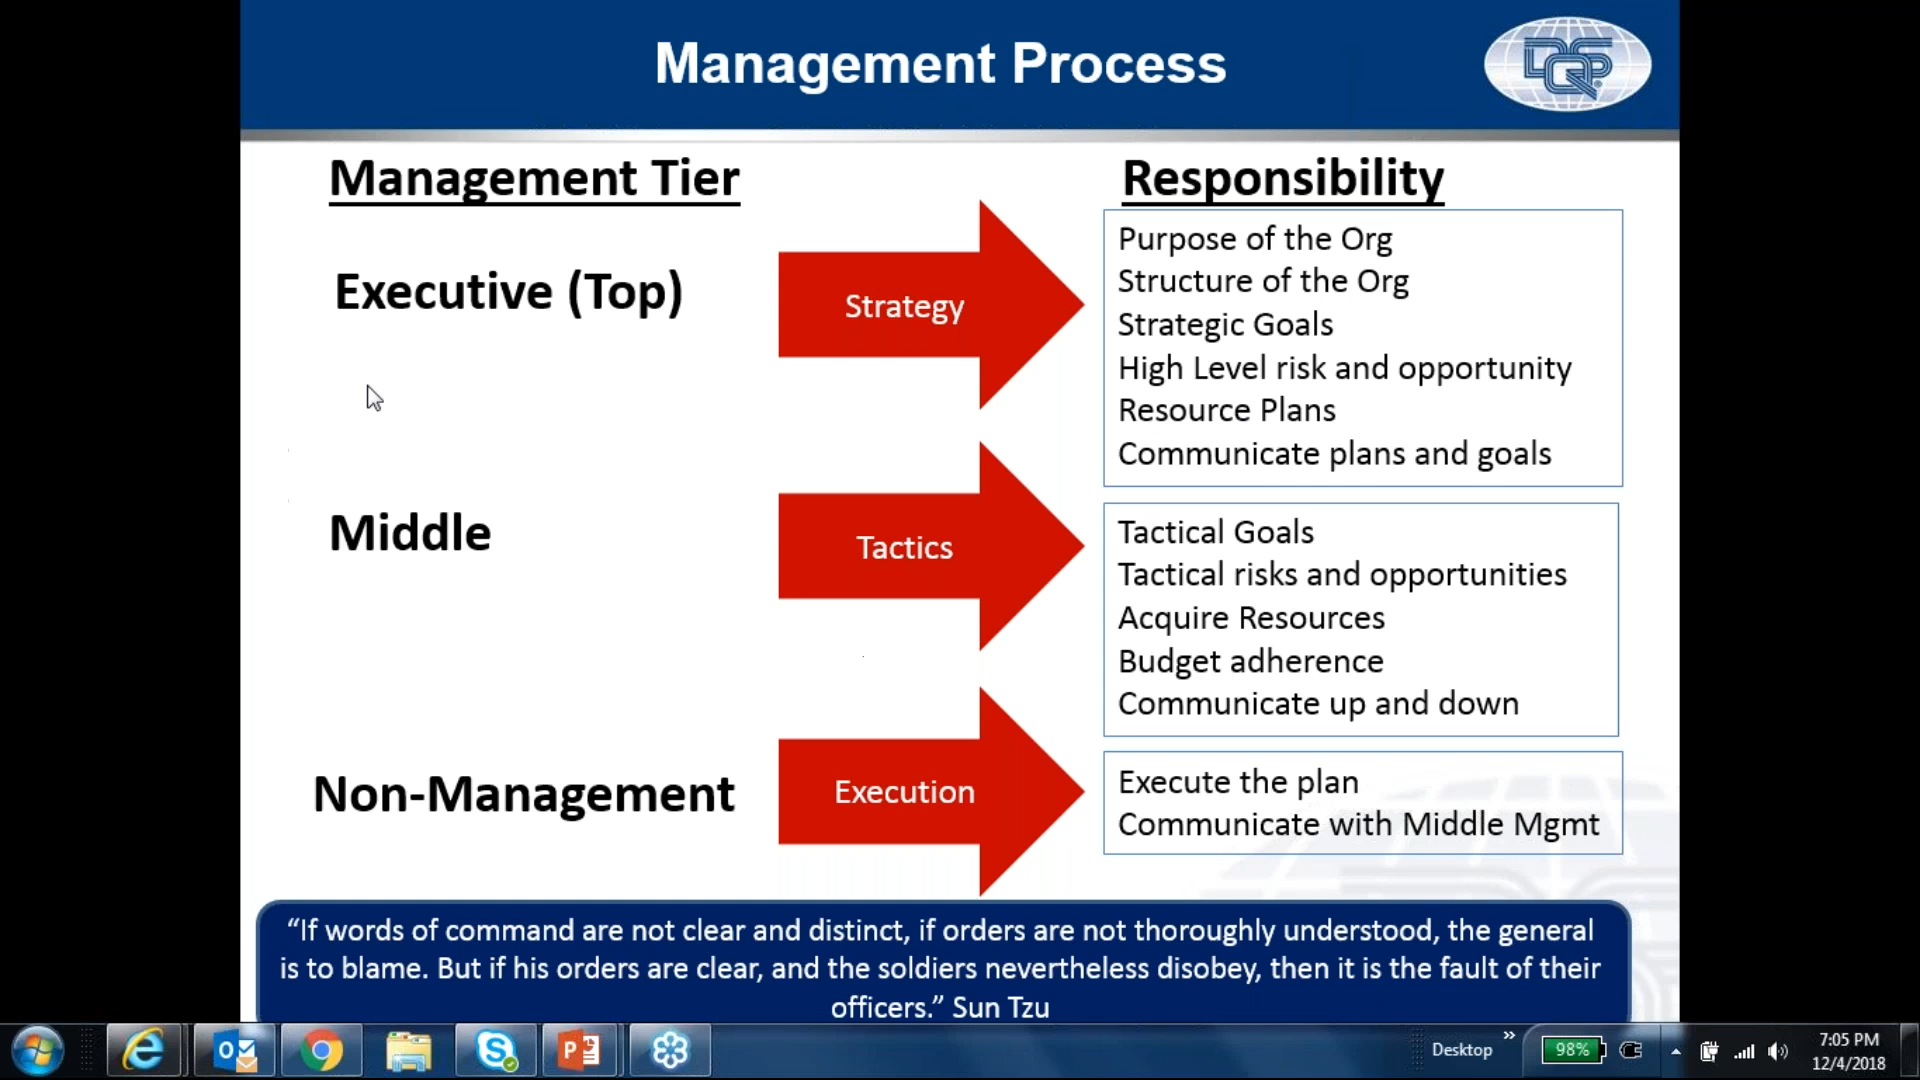 Management Process
DQS
Management Tier
Responsibility
Executive (Top)
Strategy
Purpose of the Org
Structure of the Org
Strategic Goals
High Level risk and opportunity
Resource Plans
Communicate plans and goals
Middle
Tactics
Tactical Goals
Tactical risks and opportunities
Acquire Resources
Budget adherence
Communicate up and down
Non-Management
Execution
Execute the plan
Communicate with Middle Mgmt
“If words of command are not clear and distinct, if orders are not thoroughly understood, the general
is to blame. But if his orders are clear, and the soldiers nevertheless disobey, then it is the fault of their
officers.” Sun Tzu
Desktop
98%
7:05 PM
12/4/2018